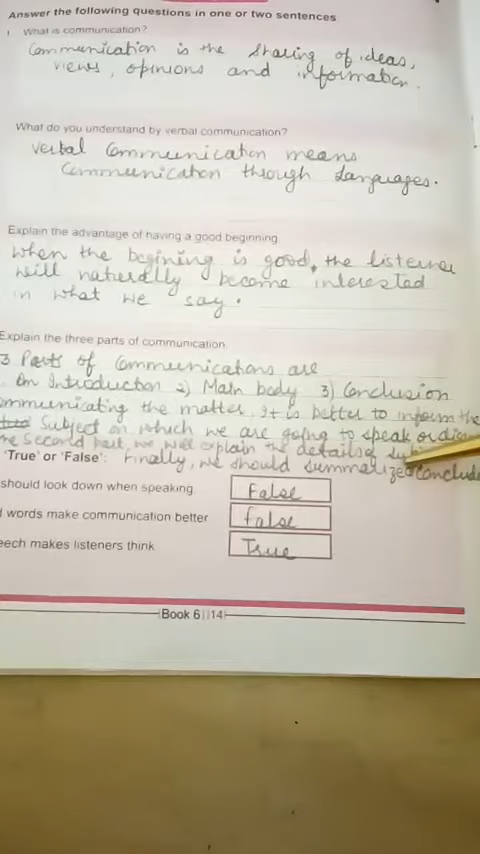 Answer the following questions in one or two sentences
What is communication?
Communication is the sharing of ideas,
views, opinions and information.
What do you understand by verbal communication?
Verbal Communication means
Communication through Languages.
Explain the advantage of having a good beginning
When the begining is good, the listener
will naturally become interested
in what we say.
Explain the three parts of communication
3 Parts of Communications are
An Introduction 2) Main body 3) Conclusion
ommunicating the matter. It is better to inform the
Subject on which we are going to speak or
he second part, we will explain the details of
'True' or 'False': Finally, we should summarize conclude
should look down when speaking False
words make communication better false
eech makes listeners think True
Book 6 14